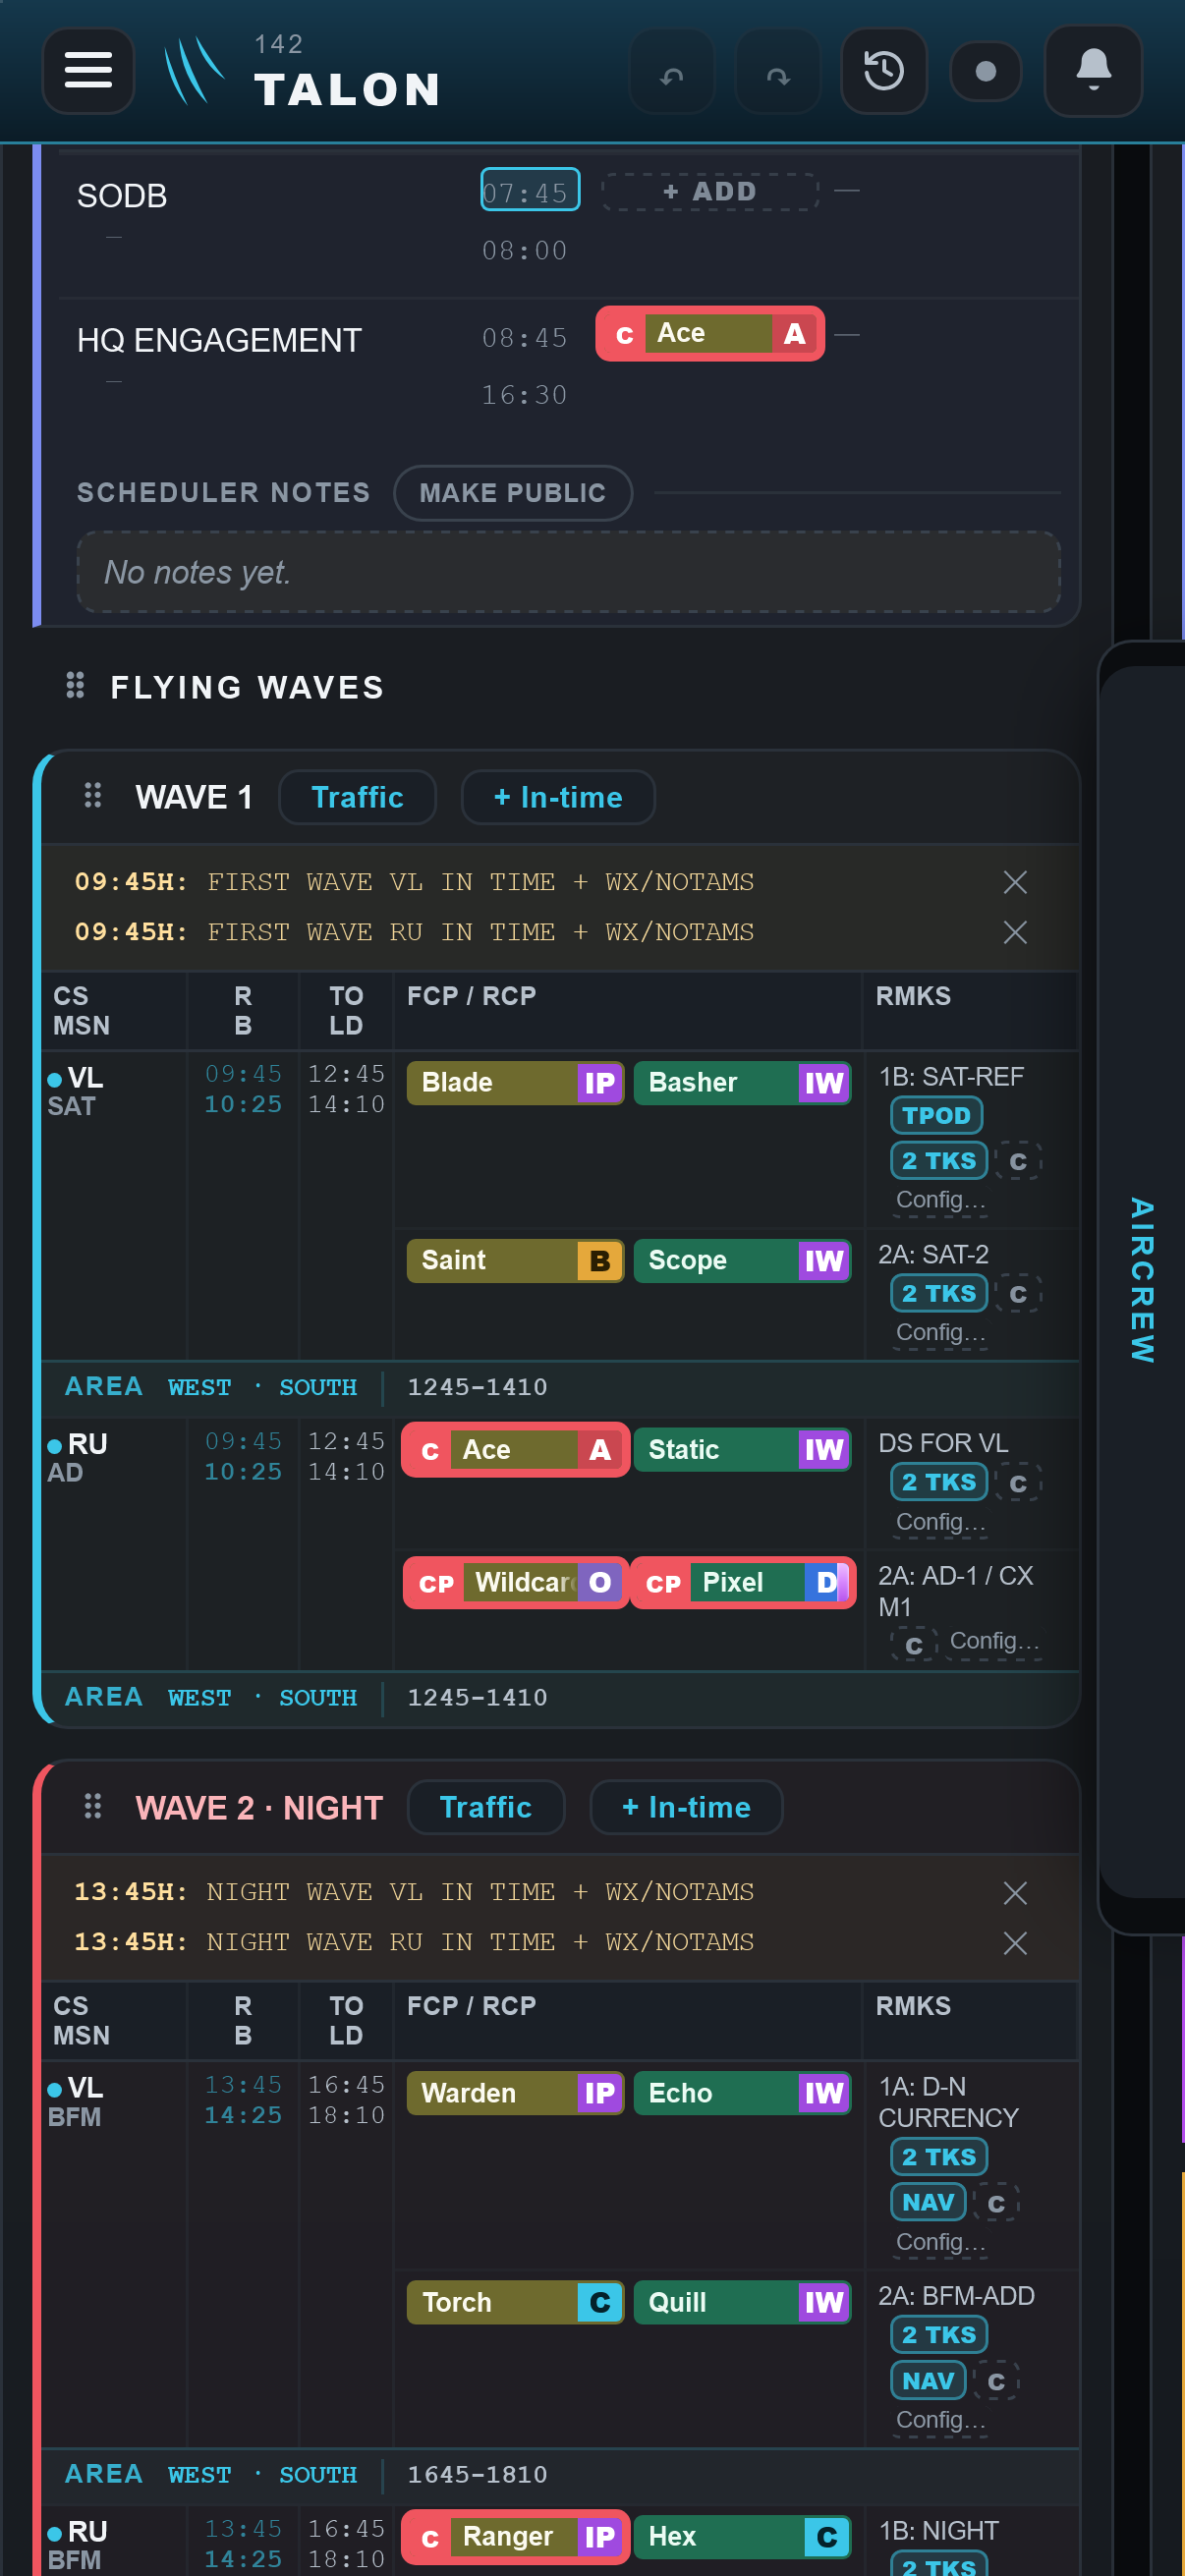 142
TALON
SODB 07:45 + ADD —
— 08:00
HQ ENGAGEMENT 08:45 C Ace A —
— 16:30
SCHEDULER NOTES MAKE PUBLIC
No notes yet.
FLYING WAVES
WAVE 1 Traffic + In-time
09:45H: FIRST WAVE VL IN TIME + WX/NOTAMS
09:45H: FIRST WAVE RU IN TIME + WX/NOTAMS
CS R TO FCP / RCP RMKS
MSN B LD
VL 09:45 12:45 Blade IP Basher IW 1B: SAT-REF
SAT 10:25 14:10 TPOD
2 TKS C
Config...
Saint B Scope IW 2A: SAT-2
2 TKS C
Config...
AREA WEST · SOUTH 1245-1410
RU 09:45 12:45 C Ace A Static IW DS FOR VL
AD 10:25 14:10 2 TKS C
Config...
CP Wildcar O CP Pixel D 2A: AD-1 / CX
M1
C Config...
AREA WEST · SOUTH 1245-1410
WAVE 2 · NIGHT Traffic + In-time
13:45H: NIGHT WAVE VL IN TIME + WX/NOTAMS
13:45H: NIGHT WAVE RU IN TIME + WX/NOTAMS
CS R TO FCP / RCP RMKS
MSN B LD
VL 13:45 16:45 Warden IP Echo IW 1A: D-N
BFM 14:25 18:10 CURRENCY
2 TKS
NAV C
Config...
Torch C Quill IW 2A: BFM-ADD
2 TKS
NAV C
Config...
AREA WEST · SOUTH 1645-1810
RU 13:45 16:45 C Ranger IP Hex C 1B: NIGHT
BFM 14:25 18:10 2 TKS
AIRCREW